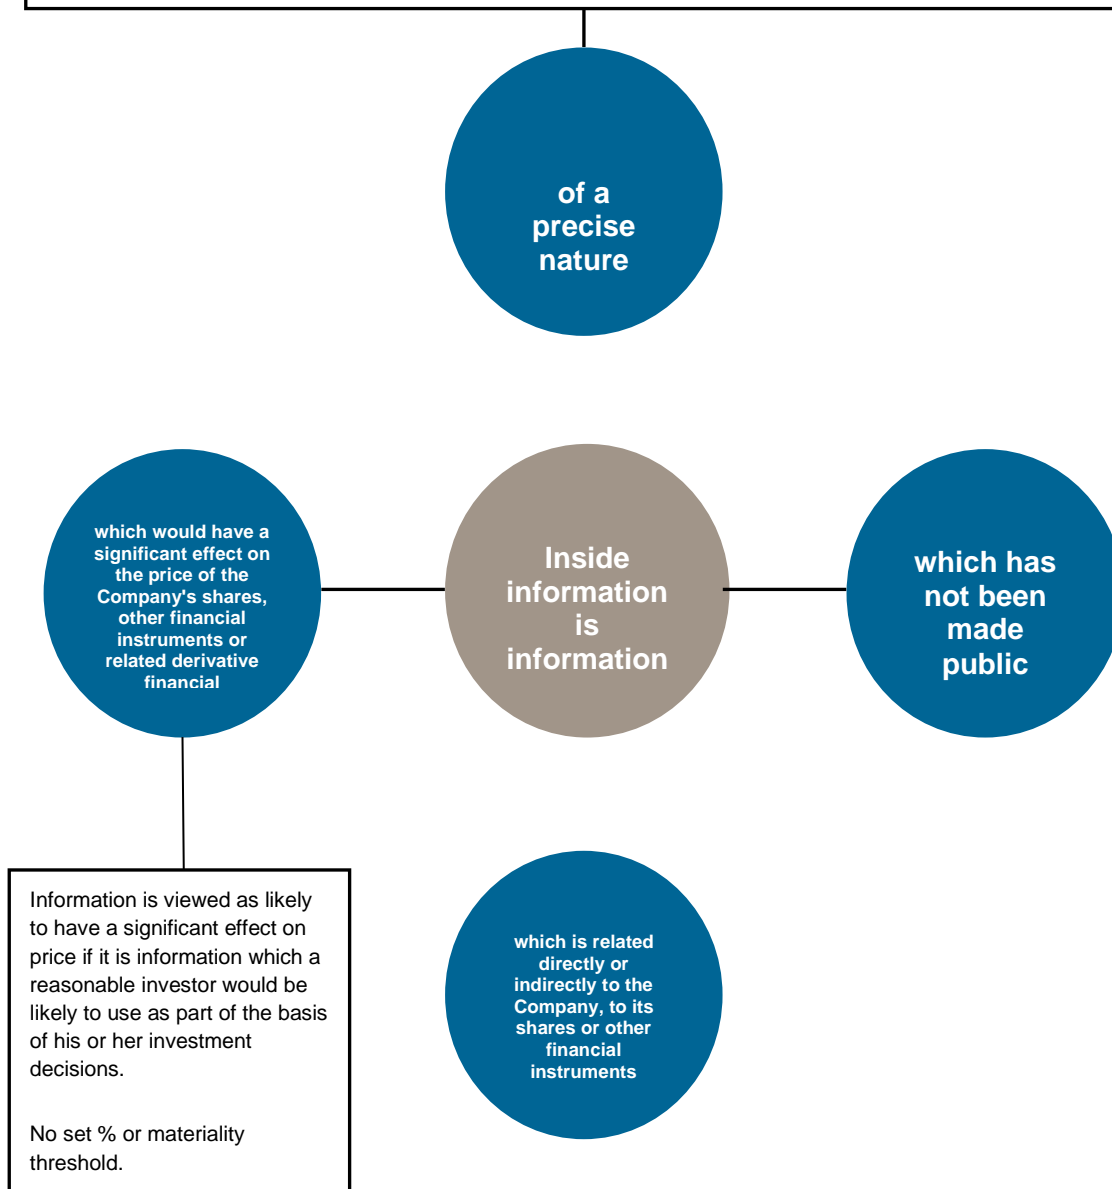 of a
precise
nature
which would have a
significant effect on
the price of the
Company's shares,
other financial
instruments or
related derivative
financial
Inside
information
is
information
which has
not been
made
public
Information is viewed as likely
to have a significant effect on
price if it is information which a
reasonable investor would be
likely to use as part of the basis
of his or her investment
decisions.
No set % or materiality
threshold.
which is related
directly or
indirectly to the
Company, to its
shares or other
financial
instruments